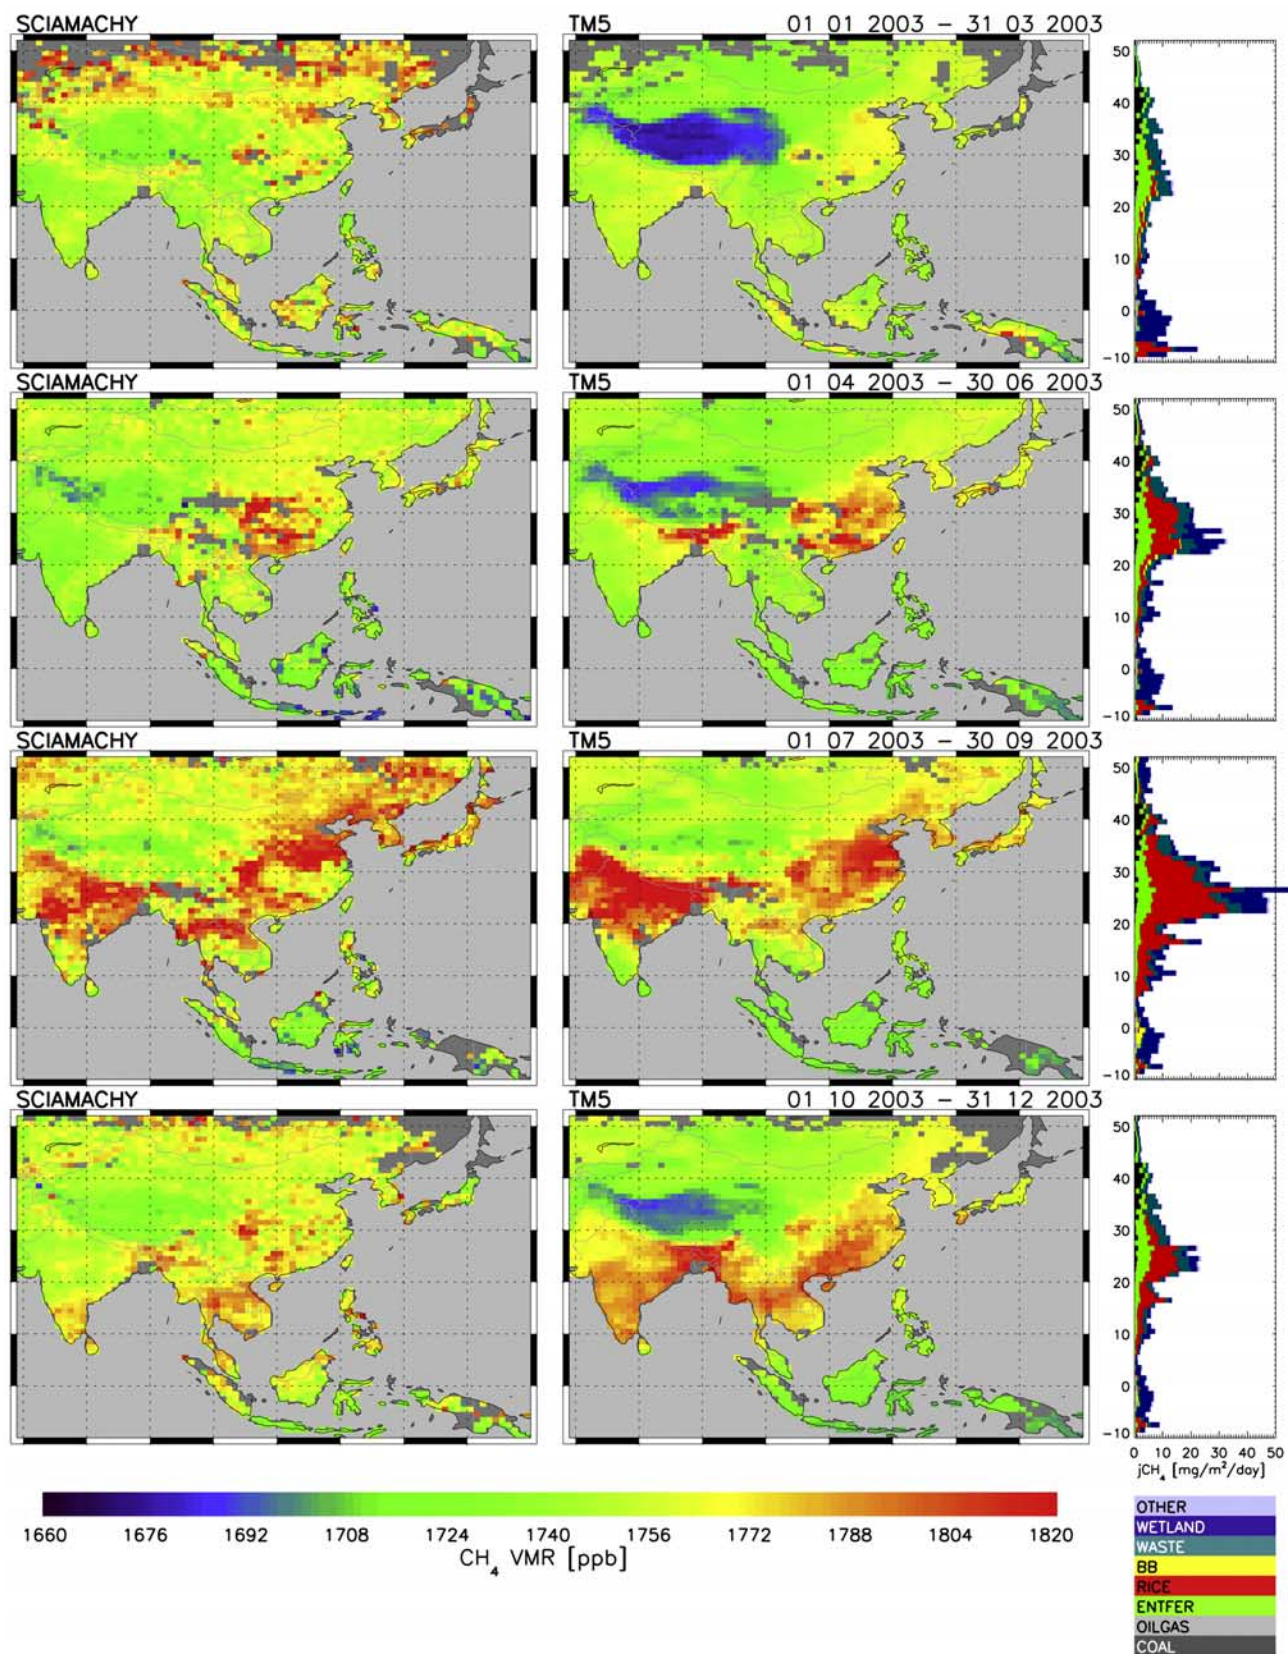 SCIAMACHY TM5 01 01 2003 – 31 03 2003
50
40
30
20
10
0
-10
SCIAMACHY TM5 01 04 2003 – 30 06 2003
50
40
30
20
10
0
-10
SCIAMACHY TM5 01 07 2003 – 30 09 2003
50
40
30
20
10
0
-10
SCIAMACHY TM5 01 10 2003 – 31 12 2003
50
40
30
20
10
0
-10
0 10 20 30 40 50
jCH₄ [mg/m²/day]
1660 1676 1692 1708 1724 1740 1756 1772 1788 1804 1820
CH₄ VMR [ppb]
OTHER
WETLAND
WASTE
BB
RICE
ENTFER
OILGAS
COAL